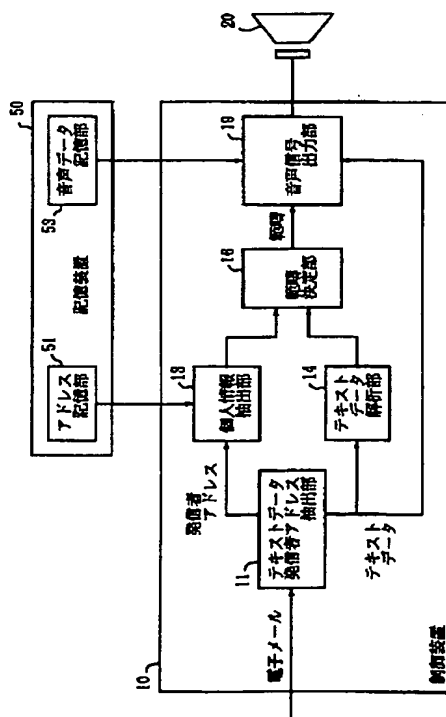 50
53
音声データ
記憶部
記憶装置
51
アドレス
記憶部
20
19
音声信号
出力部
範疇
16
範疇
決定部
13
個人情報
抽出部
14
テキスト
データ
解析部
発信者
アドレス
テキストデータ
発信者アドレス
抽出部
11
テキスト
データ
電子メール
10
制御装置